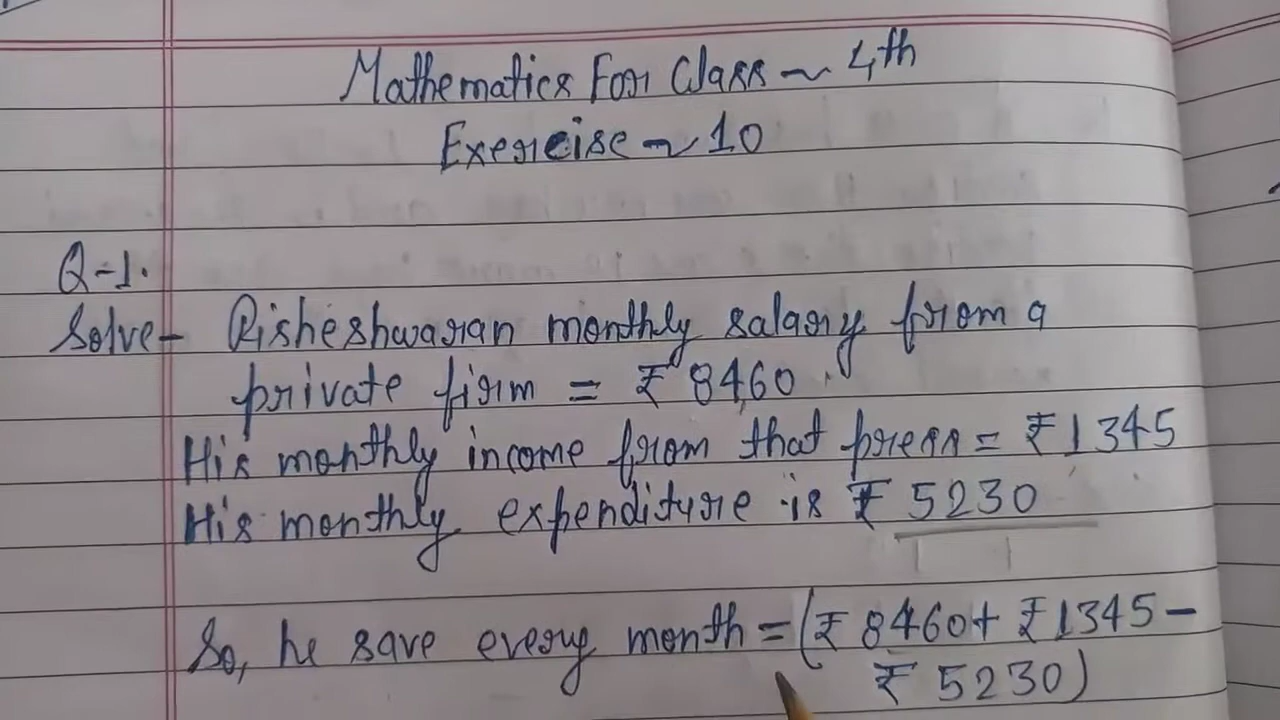 Mathematics For Class ~ 4th
Exercise ~ 10
Q-1.
Solve- Risheshwaran monthly salary from a
private firm = ₹ 8460.
His monthly income from that press = ₹1345
His monthly expenditure is ₹ 5230
So, he save every month = (₹ 8460+ ₹1345 -
₹ 5230)